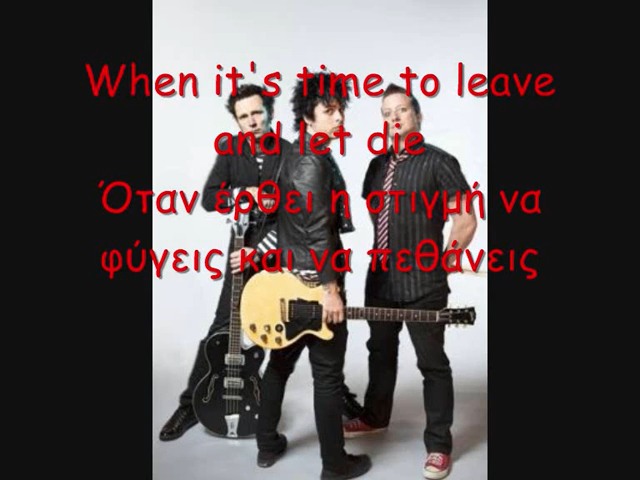 When it's time to leave
and let die
Όταν έρθει η στιγμή να
φύγεις και να πεθάνεις